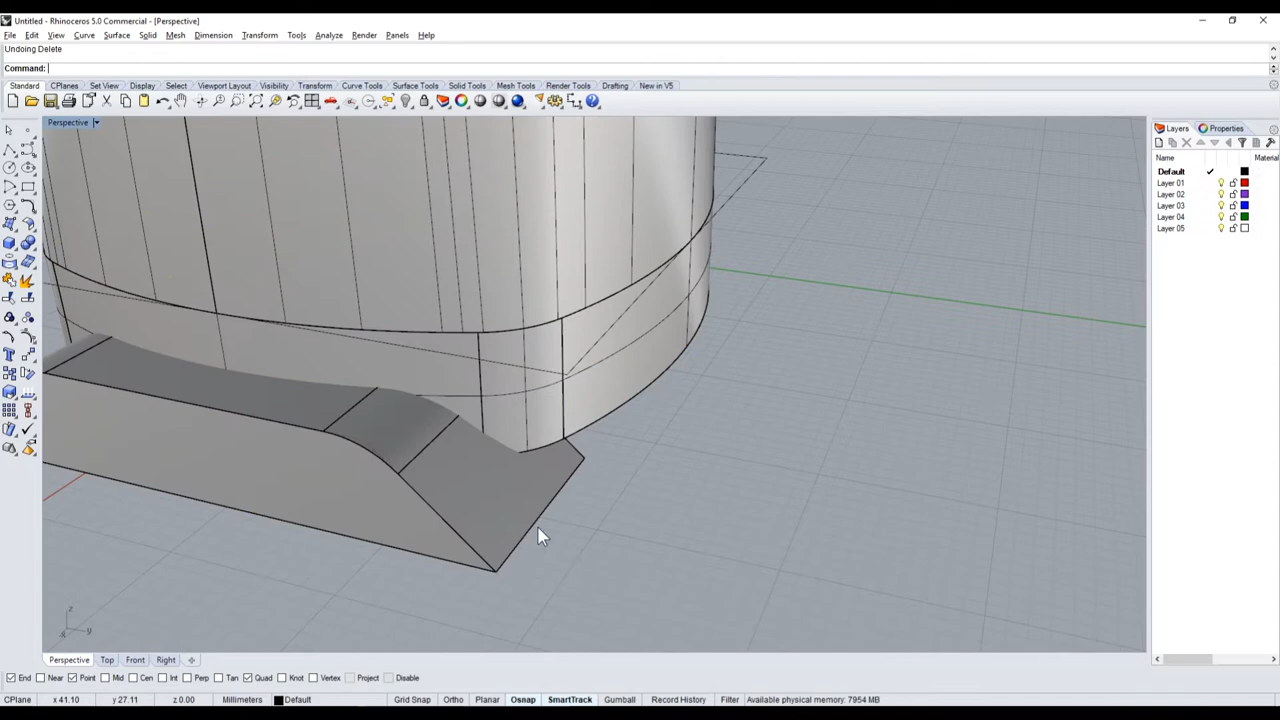 Untitled - Rhinoceros 5.0 Commercial - [Perspective]
File Edit View Curve Surface Solid Mesh Dimension Transform Tools Analyze Render Panels Help
Undoing Delete
Command:
Standard CPlanes Set View Display Select Viewport Layout Visibility Transform Curve Tools Surface Tools Solid Tools Mesh Tools Render Tools Drafting New in V5
Perspective
Layers Properties
Name Material
Default
Layer 01
Layer 02
Layer 03
Layer 04
Layer 05
z
x y
Perspective Top Front Right
End Near Point Mid Cen Int Perp Tan Quad Knot Vertex Project Disable
CPlane x 41.10 y 27.11 z 0.00 Millimeters Default Grid Snap Ortho Planar Osnap SmartTrack Gumball Record History Filter Available physical memory: 7954 MB